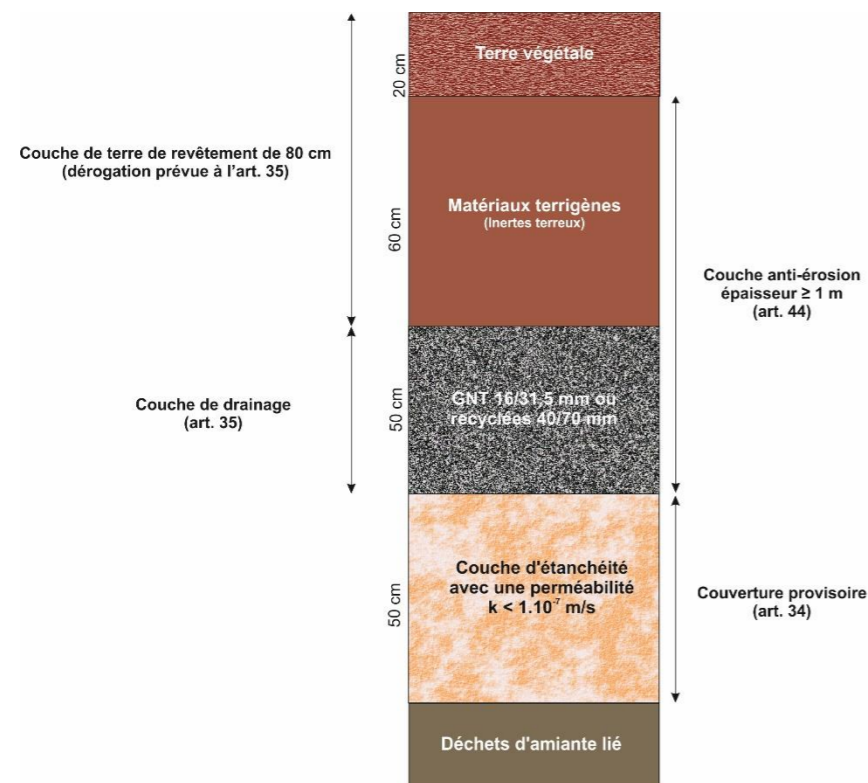 Terre végétale
20 cm
Couche de terre de revêtement de 80 cm
(dérogation prévue à l'art. 35)
Matériaux terrigènes
(Inertes terreux)
60 cm
Couche anti-érosion
épaisseur ≥ 1 m
(art. 44)
Couche de drainage
(art. 35)
50 cm
GNT 16/31,5 mm ou
recyclées 40/70 mm
Couche d'étanchéité
avec une perméabilité
k < 1.10⁻⁷ m/s
50 cm
Couverture provisoire
(art. 34)
Déchets d'amiante lié